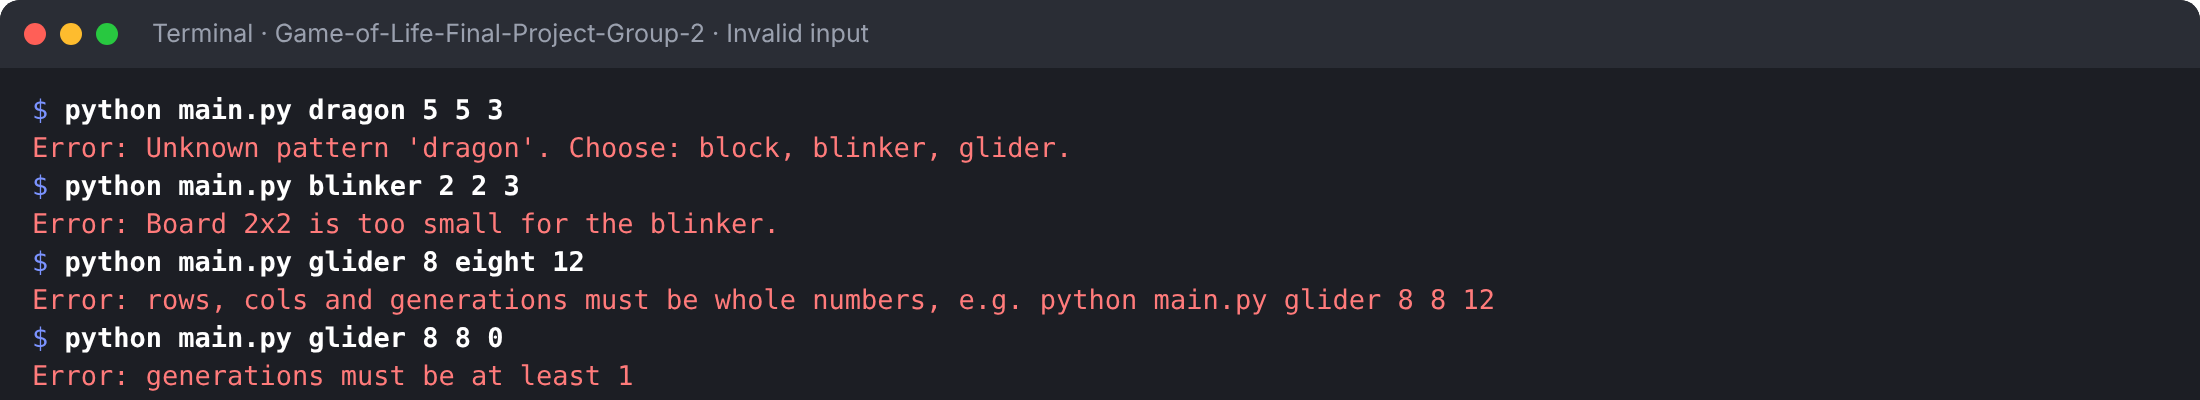 Terminal · Game-of-Life-Final-Project-Group-2 · Invalid input
$ python main.py dragon 5 5 3
Error: Unknown pattern 'dragon'. Choose: block, blinker, glider.
$ python main.py blinker 2 2 3
Error: Board 2x2 is too small for the blinker.
$ python main.py glider 8 eight 12
Error: rows, cols and generations must be whole numbers, e.g. python main.py glider 8 8 12
$ python main.py glider 8 8 0
Error: generations must be at least 1